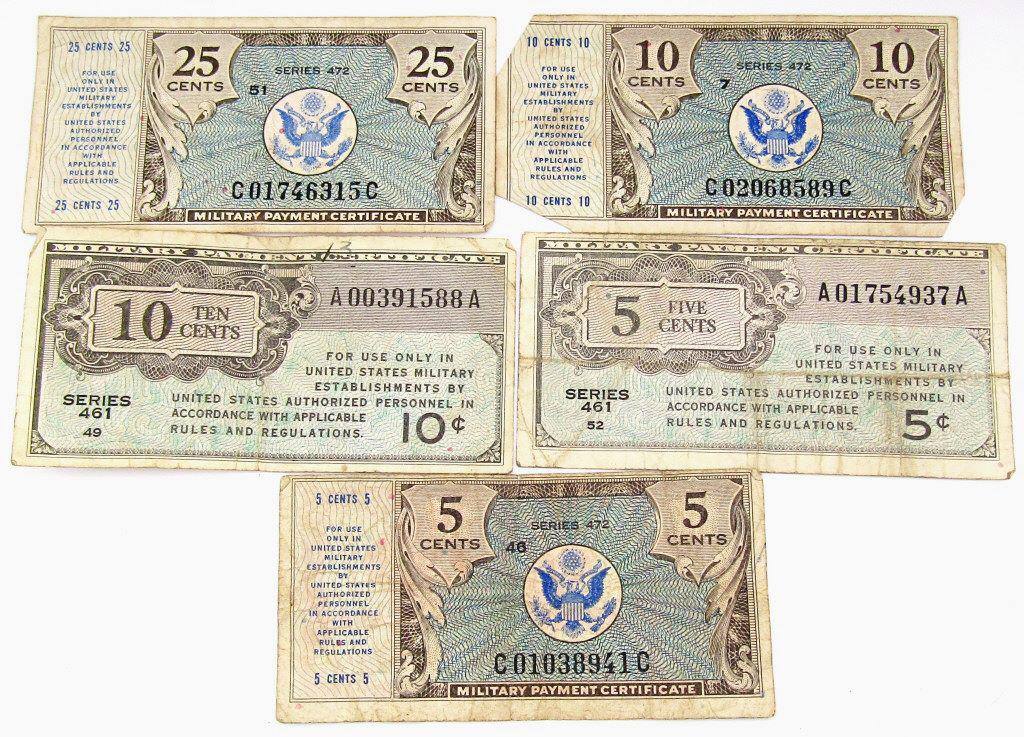 25 CENTS 25
FOR USE
ONLY IN
UNITED STATES
MILITARY
ESTABLISHMENTS
BY
UNITED STATES
AUTHORIZED
PERSONNEL
IN ACCORDANCE
WITH
APPLICABLE
RULES AND
REGULATIONS
25 CENTS 25
25
CENTS
SERIES 472
25
CENTS
51
C01746315C
MILITARY PAYMENT CERTIFICATE
10 CENTS 10
FOR USE
ONLY IN
UNITED STATES
MILITARY
ESTABLISHMENTS
BY
UNITED STATES
AUTHORIZED
PERSONNEL
IN ACCORDANCE
WITH
APPLICABLE
RULES AND
REGULATIONS
10 CENTS 10
10
CENTS
SERIES 472
10
CENTS
7
C02068589C
MILITARY PAYMENT CERTIFICATE
MILITARY PAYMENT CERTIFICATE
10 TEN
CENTS
A00391588A
FOR USE ONLY IN
UNITED STATES MILITARY
ESTABLISHMENTS BY
UNITED STATES AUTHORIZED PERSONNEL IN
ACCORDANCE WITH APPLICABLE
RULES AND REGULATIONS.
SERIES
461
49
10¢
MILITARY PAYMENT CERTIFICATE
5 FIVE
CENTS
A01754937A
FOR USE ONLY IN
UNITED STATES MILITARY
ESTABLISHMENTS BY
UNITED STATES AUTHORIZED PERSONNEL IN
ACCORDANCE WITH APPLICABLE
RULES AND REGULATIONS.
SERIES
461
52
5¢
5 CENTS 5
FOR USE
ONLY IN
UNITED STATES
MILITARY
ESTABLISHMENTS
BY
UNITED STATES
AUTHORIZED
PERSONNEL
IN ACCORDANCE
WITH
APPLICABLE
RULES AND
REGULATIONS
5 CENTS 5
5
CENTS
SERIES 472
5
CENTS
46
C01038941C
MILITARY PAYMENT CERTIFICATE